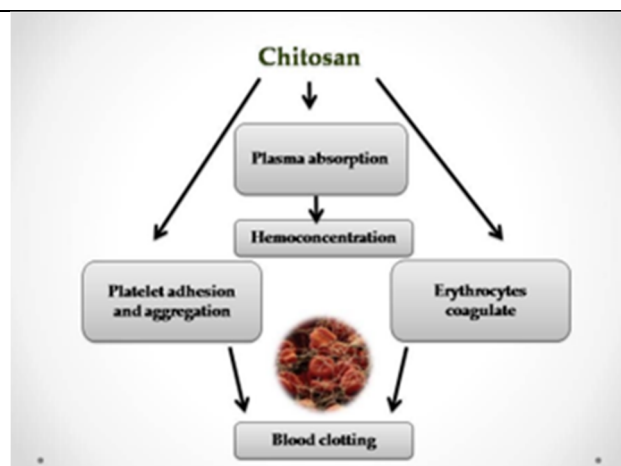 Chitosan
Plasma absorption
Hemoconcentration
Platelet adhesion
and aggregation
Erythrocytes
coagulate
Blood clotting